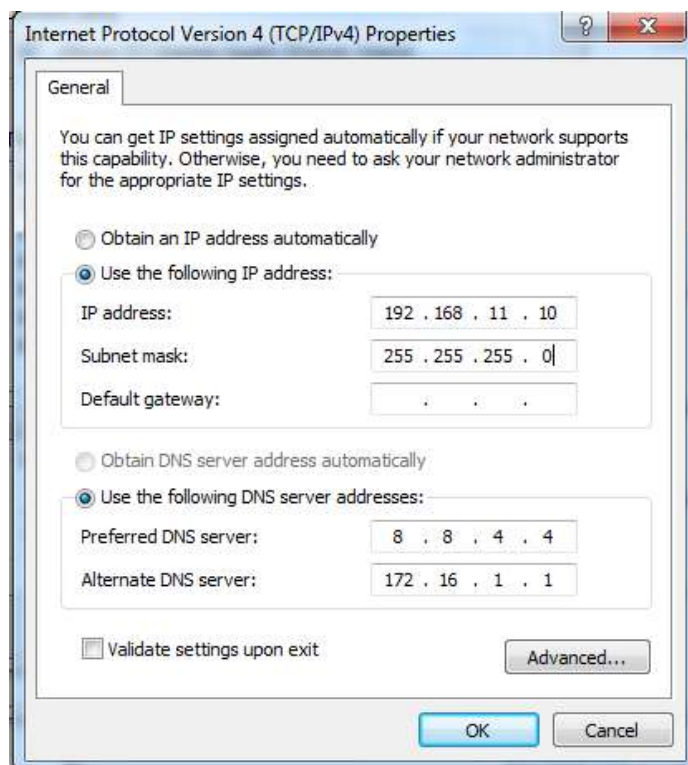 Internet Protocol Version 4 (TCP/IPv4) Properties
?
X
General
You can get IP settings assigned automatically if your network supports
this capability. Otherwise, you need to ask your network administrator
for the appropriate IP settings.
Obtain an IP address automatically
Use the following IP address:
IP address: 192 . 168 . 11 . 10
Subnet mask: 255 . 255 . 255 . 0
Default gateway: . . .
Obtain DNS server address automatically
Use the following DNS server addresses:
Preferred DNS server: 8 . 8 . 4 . 4
Alternate DNS server: 172 . 16 . 1 . 1
Validate settings upon exit
Advanced...
OK Cancel